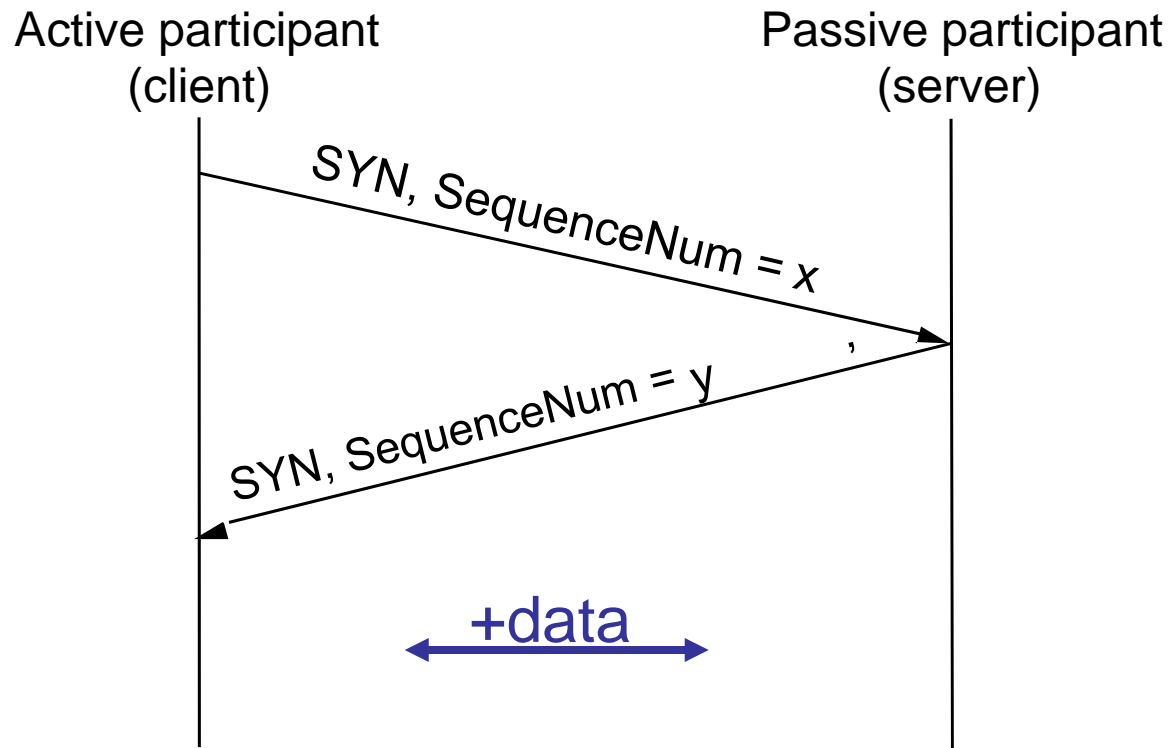 Active participant
(client)
Passive participant
(server)
SYN, SequenceNum = x
,
SYN, SequenceNum = y
+data